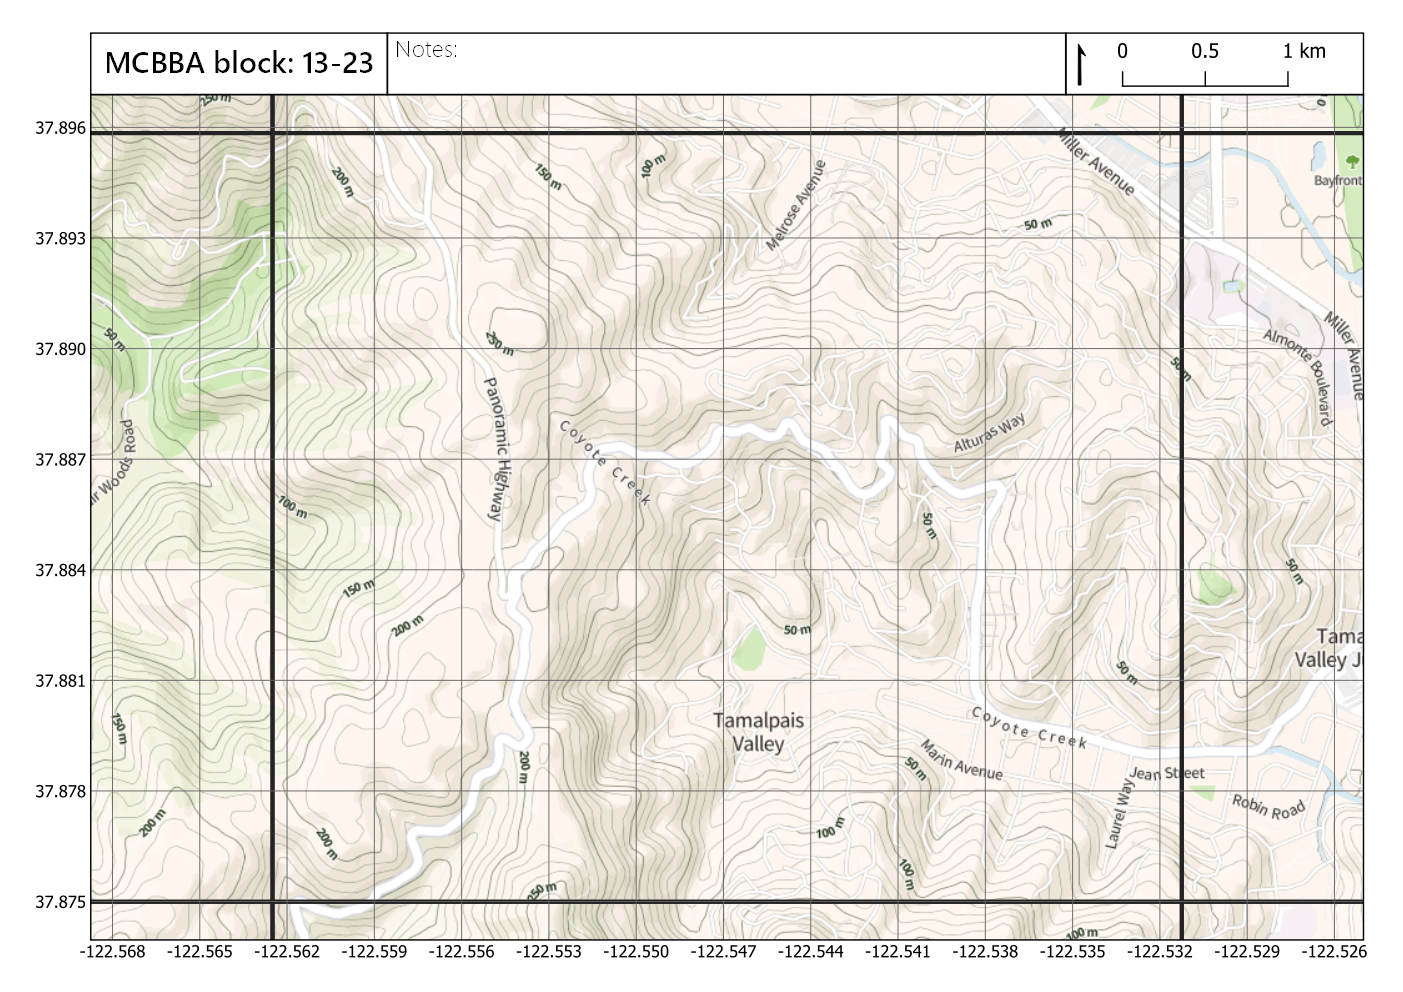 MCBBA block: 13-23
Notes:
0 0.5 1 km
250 m
37.896
Miller Avenue
200 m
150 m
100 m
Melrose Avenue
Bayfront
50 m
37.893
250 m
50 m
37.890
50 m
Miller Avenue
Almonte Boulevard
Panoramic Highway
Coyote Creek
Alturas Way
ir Woods Road
37.887
100 m
50 m
37.884
50 m
150 m
200 m
50 m
Tama
Valley J
50 m
37.881
150 m
Tamalpais
Valley
Coyote Creek
Marin Avenue
200 m
50 m
Jean Street
37.878
Laurel Way
Robin Road
200 m
200 m
100 m
100 m
250 m
37.875
100 m
-122.568 -122.565 -122.562 -122.559 -122.556 -122.553 -122.550 -122.547 -122.544 -122.541 -122.538 -122.535 -122.532 -122.529 -122.526